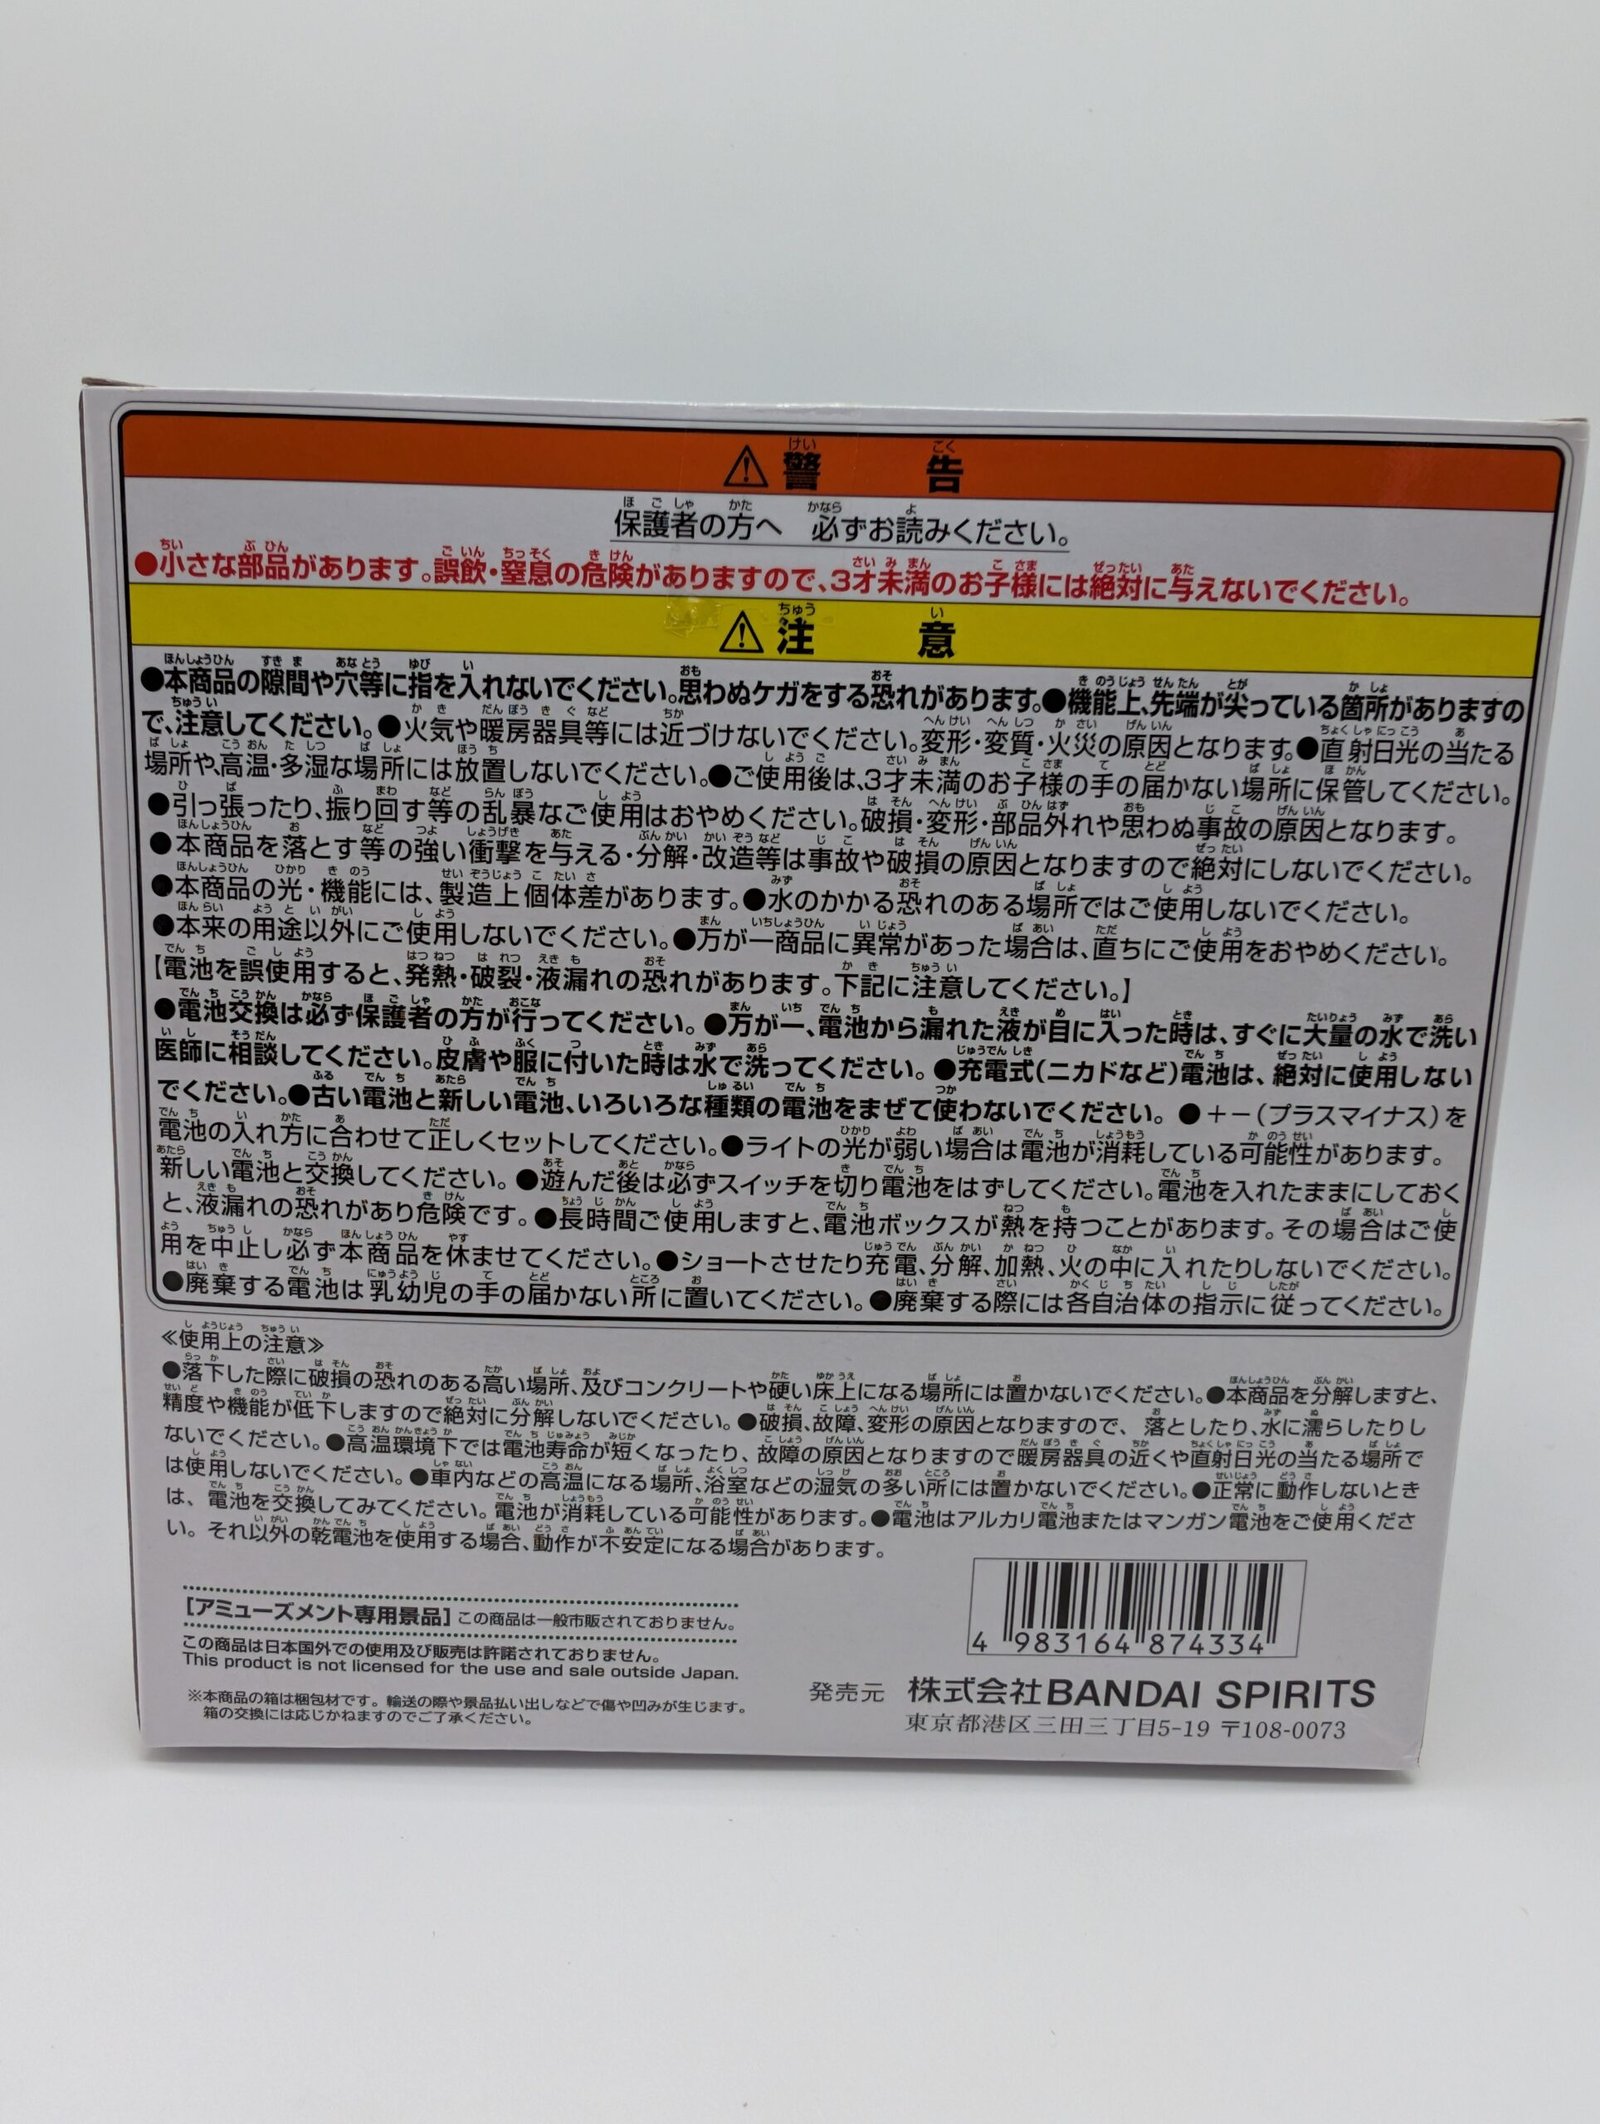 ⚠警告
保護者の方へ 必ずお読みください。
●小さな部品があります。誤飲・窒息の危険がありますので、3才未満のお子様には絶対に与えないでください。
⚠注意
●本商品の隙間や穴等に指を入れないでください。思わぬケガをする恐れがあります。●機能上、先端が尖っている箇所がありますの
で、注意してください。●火気や暖房器具等には近づけないでください。変形・変質・火災の原因となります。●直射日光の当たる
場所や、高温・多湿な場所には放置しないでください。●ご使用後は、3才未満のお子様の手の届かない場所に保管してください。
●引っ張ったり、振り回す等の乱暴なご使用はおやめください。破損・変形・部品外れや思わぬ事故の原因となります。
●本商品を落とす等の強い衝撃を与える・分解・改造等は事故や破損の原因となりますので絶対にしないでください。
●本商品の光・機能には、製造上個体差があります。●水のかかる恐れのある場所ではご使用しないでください。
●本来の用途以外にご使用しないでください。●万が一商品に異常があった場合は、直ちにご使用をおやめください。
【電池を誤使用すると、発熱・破裂・液漏れの恐れがあります。下記に注意してください。】
●電池交換は必ず保護者の方が行ってください。●万が一、電池から漏れた液が目に入った時は、すぐに大量の水で洗い
医師に相談してください。皮膚や服に付いた時は水で洗ってください。●充電式(ニカドなど)電池は、絶対に使用しない
でください。●古い電池と新しい電池、いろいろな種類の電池をまぜて使わないでください。●＋－(プラスマイナス)を
電池の入れ方に合わせて正しくセットしてください。●ライトの光が弱い場合は電池が消耗している可能性があります。
新しい電池と交換してください。●遊んだ後は必ずスイッチを切り電池をはずしてください。電池を入れたままにしておく
と、液漏れの恐れがあり危険です。●長時間ご使用しますと、電池ボックスが熱を持つことがあります。その場合はご使
用を中止し必ず本商品を休ませてください。●ショートさせたり充電、分解、加熱、火の中に入れたりしないでください。
●廃棄する電池は乳幼児の手の届かない所に置いてください。●廃棄する際には各自治体の指示に従ってください。
≪使用上の注意≫
●落下した際に破損の恐れのある高い場所、及びコンクリートや硬い床上になる場所には置かないでください。●本商品を分解しますと、
精度や機能が低下しますので絶対に分解しないでください。●破損、故障、変形の原因となりますので、落としたり、水に濡らしたりし
ないでください。●高温環境下では電池寿命が短くなったり、故障の原因となりますので暖房器具の近くや直射日光の当たる場所で
は使用しないでください。●車内などの高温になる場所、浴室などの湿気の多い所には置かないでください。●正常に動作しないとき
は、電池を交換してみてください。電池が消耗している可能性があります。●電池はアルカリ電池またはマンガン電池をご使用くださ
い。それ以外の乾電池を使用する場合、動作が不安定になる場合があります。
[アミューズメント専用景品] この商品は一般市販されておりません。
この商品は日本国外での使用及び販売は許諾されておりません。
This product is not licensed for the use and sale outside Japan.
※本商品の箱は梱包材です。輸送の際や景品払い出しなどで傷や凹みが生じます。
箱の交換には応じかねますのでご了承ください。
4 983164 874334
発売元 株式会社BANDAI SPIRITS
東京都港区三田三丁目5-19 〒108-0073